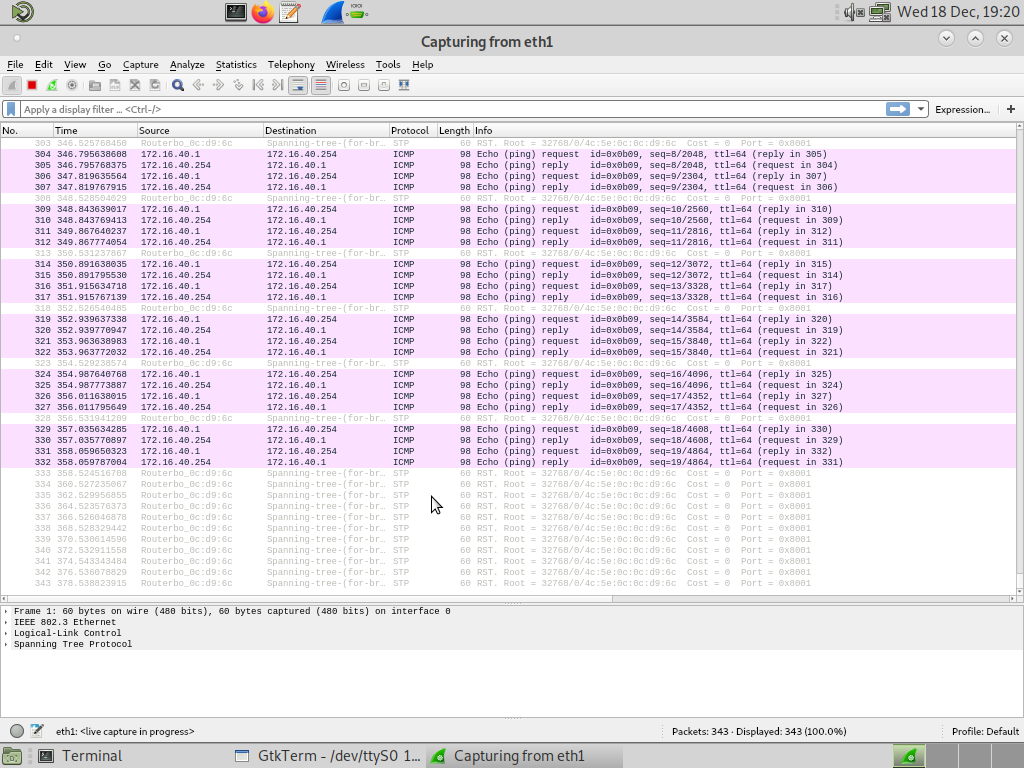 Wed 18 Dec, 19:20
Capturing from eth1
File Edit View Go Capture Analyze Statistics Telephony Wireless Tools Help
Apply a display filter ... <Ctrl-/> Expression... +
No. Time Source Destination Protocol Length Info
303 346.525768450 Routerbo_0c:d9:6c Spanning-tree-(for-br… STP 60 RST. Root = 32768/0/4c:5e:0c:0c:d9:6c Cost = 0 Port = 0x8001
304 346.795638608 172.16.40.1 172.16.40.254 ICMP 98 Echo (ping) request id=0x0b09, seq=8/2048, ttl=64 (reply in 305)
305 346.795768375 172.16.40.254 172.16.40.1 ICMP 98 Echo (ping) reply id=0x0b09, seq=8/2048, ttl=64 (request in 304)
306 347.819635564 172.16.40.1 172.16.40.254 ICMP 98 Echo (ping) request id=0x0b09, seq=9/2304, ttl=64 (reply in 307)
307 347.819767915 172.16.40.254 172.16.40.1 ICMP 98 Echo (ping) reply id=0x0b09, seq=9/2304, ttl=64 (request in 306)
308 348.528504029 Routerbo_0c:d9:6c Spanning-tree-(for-br… STP 60 RST. Root = 32768/0/4c:5e:0c:0c:d9:6c Cost = 0 Port = 0x8001
309 348.843639017 172.16.40.1 172.16.40.254 ICMP 98 Echo (ping) request id=0x0b09, seq=10/2560, ttl=64 (reply in 310)
310 348.843769413 172.16.40.254 172.16.40.1 ICMP 98 Echo (ping) reply id=0x0b09, seq=10/2560, ttl=64 (request in 309)
311 349.867640237 172.16.40.1 172.16.40.254 ICMP 98 Echo (ping) request id=0x0b09, seq=11/2816, ttl=64 (reply in 312)
312 349.867774054 172.16.40.254 172.16.40.1 ICMP 98 Echo (ping) reply id=0x0b09, seq=11/2816, ttl=64 (request in 311)
313 350.531237867 Routerbo_0c:d9:6c Spanning-tree-(for-br… STP 60 RST. Root = 32768/0/4c:5e:0c:0c:d9:6c Cost = 0 Port = 0x8001
314 350.891638035 172.16.40.1 172.16.40.254 ICMP 98 Echo (ping) request id=0x0b09, seq=12/3072, ttl=64 (reply in 315)
315 350.891795530 172.16.40.254 172.16.40.1 ICMP 98 Echo (ping) reply id=0x0b09, seq=12/3072, ttl=64 (request in 314)
316 351.915634718 172.16.40.1 172.16.40.254 ICMP 98 Echo (ping) request id=0x0b09, seq=13/3328, ttl=64 (reply in 317)
317 351.915767139 172.16.40.254 172.16.40.1 ICMP 98 Echo (ping) reply id=0x0b09, seq=13/3328, ttl=64 (request in 316)
318 352.526540485 Routerbo_0c:d9:6c Spanning-tree-(for-br… STP 60 RST. Root = 32768/0/4c:5e:0c:0c:d9:6c Cost = 0 Port = 0x8001
319 352.939637338 172.16.40.1 172.16.40.254 ICMP 98 Echo (ping) request id=0x0b09, seq=14/3584, ttl=64 (reply in 320)
320 352.939770947 172.16.40.254 172.16.40.1 ICMP 98 Echo (ping) reply id=0x0b09, seq=14/3584, ttl=64 (request in 319)
321 353.963638983 172.16.40.1 172.16.40.254 ICMP 98 Echo (ping) request id=0x0b09, seq=15/3840, ttl=64 (reply in 322)
322 353.963772032 172.16.40.254 172.16.40.1 ICMP 98 Echo (ping) reply id=0x0b09, seq=15/3840, ttl=64 (request in 321)
323 354.529238574 Routerbo_0c:d9:6c Spanning-tree-(for-br… STP 60 RST. Root = 32768/0/4c:5e:0c:0c:d9:6c Cost = 0 Port = 0x8001
324 354.987640768 172.16.40.1 172.16.40.254 ICMP 98 Echo (ping) request id=0x0b09, seq=16/4096, ttl=64 (reply in 325)
325 354.987773887 172.16.40.254 172.16.40.1 ICMP 98 Echo (ping) reply id=0x0b09, seq=16/4096, ttl=64 (request in 324)
326 356.011638015 172.16.40.1 172.16.40.254 ICMP 98 Echo (ping) request id=0x0b09, seq=17/4352, ttl=64 (reply in 327)
327 356.011795649 172.16.40.254 172.16.40.1 ICMP 98 Echo (ping) reply id=0x0b09, seq=17/4352, ttl=64 (request in 326)
328 356.531941209 Routerbo_0c:d9:6c Spanning-tree-(for-br… STP 60 RST. Root = 32768/0/4c:5e:0c:0c:d9:6c Cost = 0 Port = 0x8001
329 357.035634285 172.16.40.1 172.16.40.254 ICMP 98 Echo (ping) request id=0x0b09, seq=18/4608, ttl=64 (reply in 330)
330 357.035770897 172.16.40.254 172.16.40.1 ICMP 98 Echo (ping) reply id=0x0b09, seq=18/4608, ttl=64 (request in 329)
331 358.059650323 172.16.40.1 172.16.40.254 ICMP 98 Echo (ping) request id=0x0b09, seq=19/4864, ttl=64 (reply in 332)
332 358.059787004 172.16.40.254 172.16.40.1 ICMP 98 Echo (ping) reply id=0x0b09, seq=19/4864, ttl=64 (request in 331)
333 358.524516708 Routerbo_0c:d9:6c Spanning-tree-(for-br… STP 60 RST. Root = 32768/0/4c:5e:0c:0c:d9:6c Cost = 0 Port = 0x8001
334 360.527235067 Routerbo_0c:d9:6c Spanning-tree-(for-br… STP 60 RST. Root = 32768/0/4c:5e:0c:0c:d9:6c Cost = 0 Port = 0x8001
335 362.529956855 Routerbo_0c:d9:6c Spanning-tree-(for-br… STP 60 RST. Root = 32768/0/4c:5e:0c:0c:d9:6c Cost = 0 Port = 0x8001
336 364.523576373 Routerbo_0c:d9:6c Spanning-tree-(for-br… STP 60 RST. Root = 32768/0/4c:5e:0c:0c:d9:6c Cost = 0 Port = 0x8001
337 366.526046878 Routerbo_0c:d9:6c Spanning-tree-(for-br… STP 60 RST. Root = 32768/0/4c:5e:0c:0c:d9:6c Cost = 0 Port = 0x8001
338 368.528329442 Routerbo_0c:d9:6c Spanning-tree-(for-br… STP 60 RST. Root = 32768/0/4c:5e:0c:0c:d9:6c Cost = 0 Port = 0x8001
339 370.530614596 Routerbo_0c:d9:6c Spanning-tree-(for-br… STP 60 RST. Root = 32768/0/4c:5e:0c:0c:d9:6c Cost = 0 Port = 0x8001
340 372.532911558 Routerbo_0c:d9:6c Spanning-tree-(for-br… STP 60 RST. Root = 32768/0/4c:5e:0c:0c:d9:6c Cost = 0 Port = 0x8001
341 374.543343484 Routerbo_0c:d9:6c Spanning-tree-(for-br… STP 60 RST. Root = 32768/0/4c:5e:0c:0c:d9:6c Cost = 0 Port = 0x8001
342 376.536078829 Routerbo_0c:d9:6c Spanning-tree-(for-br… STP 60 RST. Root = 32768/0/4c:5e:0c:0c:d9:6c Cost = 0 Port = 0x8001
343 378.538823915 Routerbo_0c:d9:6c Spanning-tree-(for-br… STP 60 RST. Root = 32768/0/4c:5e:0c:0c:d9:6c Cost = 0 Port = 0x8001
Frame 1: 60 bytes on wire (480 bits), 60 bytes captured (480 bits) on interface 0
IEEE 802.3 Ethernet
Logical-Link Control
Spanning Tree Protocol
eth1: <live capture in progress> Packets: 343 · Displayed: 343 (100.0%) Profile: Default
Terminal GtkTerm - /dev/ttyS0 1... Capturing from eth1